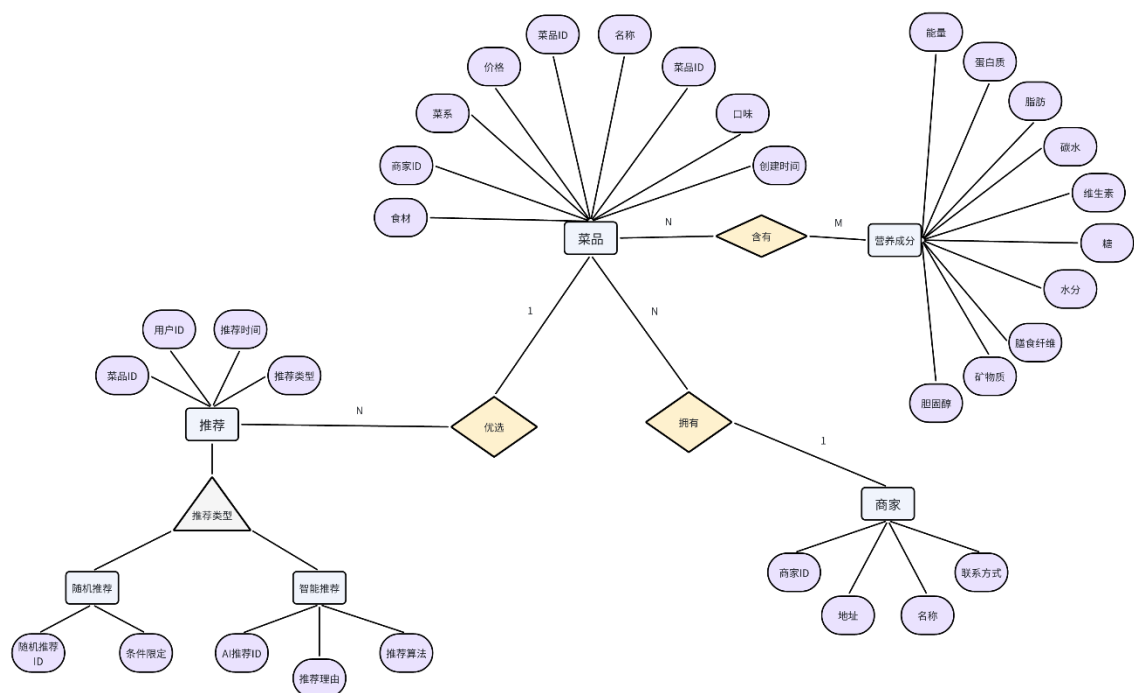 能量
菜品ID
名称
蛋白质
价格
菜品ID
脂肪
菜系
口味
碳水
商家ID
创建时间
维生素
食材
N
M
菜品
含有
营养成分
糖
水分
1
N
用户ID
推荐时间
膳食纤维
菜品ID
推荐类型
矿物质
胆固醇
推荐
N
优选
拥有
1
推荐类型
商家
随机推荐
智能推荐
商家ID
联系方式
地址
名称
随机推荐
ID
条件限定
AI推荐ID
推荐算法
推荐理由